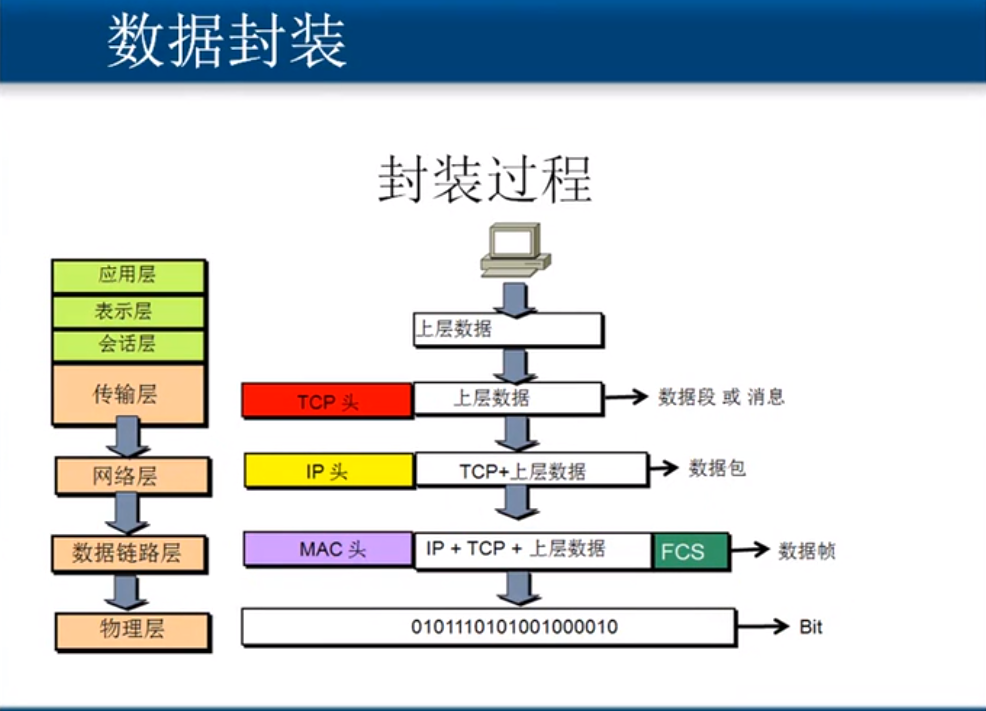 数据封装
封装过程
应用层
表示层
会话层
传输层
网络层
数据链路层
物理层
上层数据
TCP 头 上层数据 数据段 或 消息
IP 头 TCP+上层数据 数据包
MAC 头 IP + TCP + 上层数据 FCS 数据帧
0101110101001000010 Bit